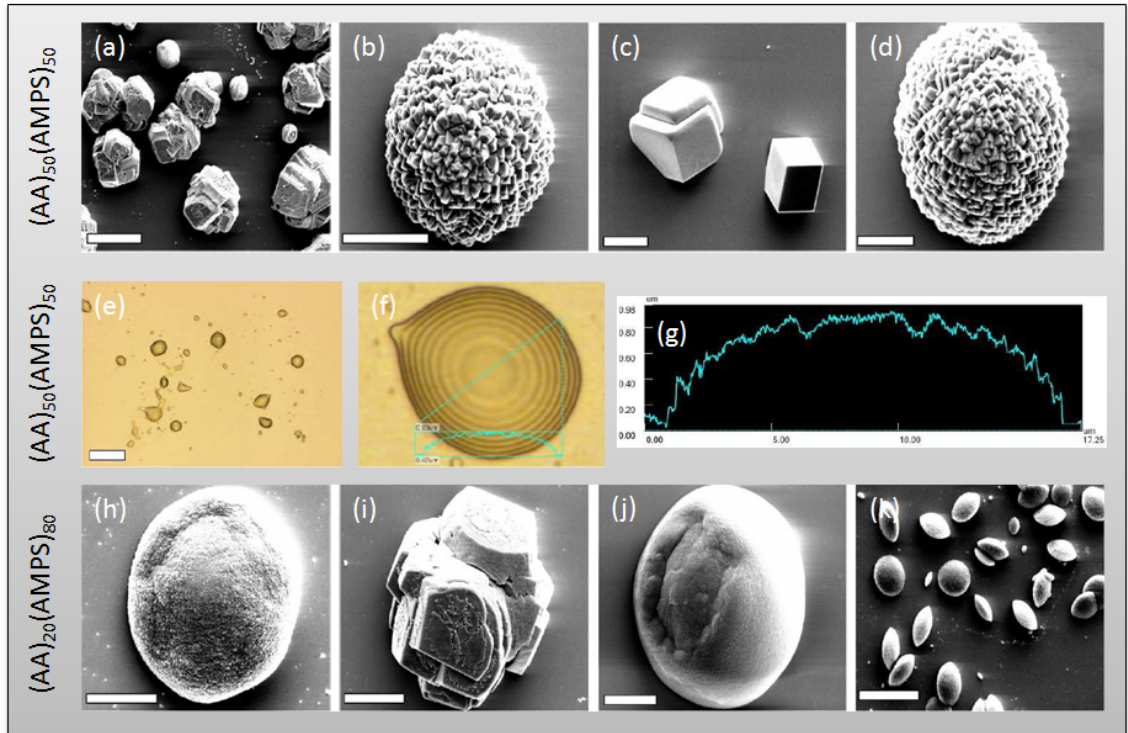 (AA)50(AMPS)50
(a)
(b)
(c)
(d)
(AA)50(AMPS)50
(e)
(f)
(g)
um
0.98
0.80
0.60
0.40
0.20
0.00
0.00
5.00
10.00
um
17.25
(AA)20(AMPS)80
(h)
(i)
(j)
(k)